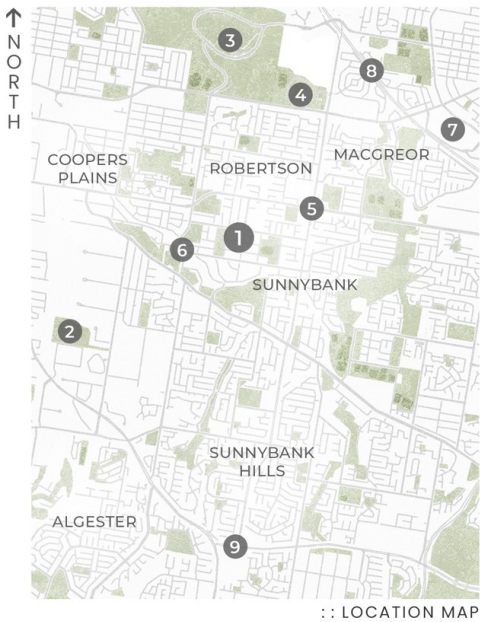 NORTH
3
8
4
7
MACGREOR
COOPERS
PLAINS
ROBERTSON
5
1
6
SUNNYBANK
2
SUNNYBANK
HILLS
ALGESTER
9
:: LOCATION MAP